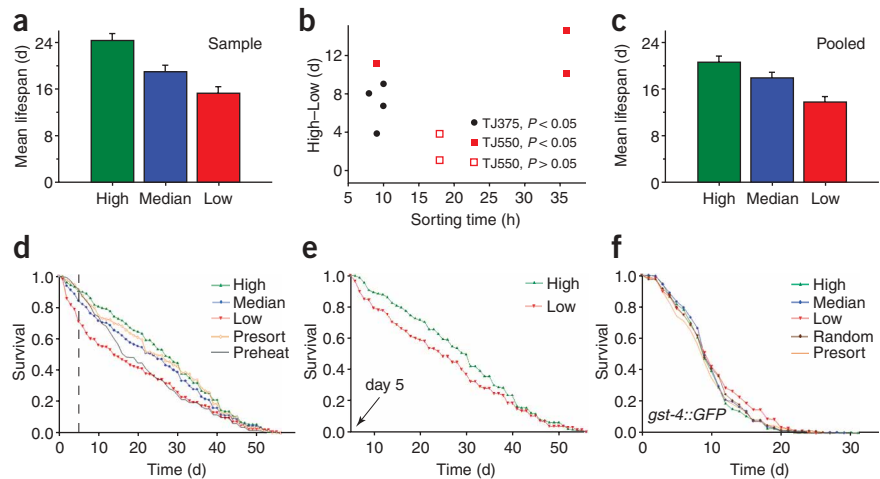 a
Mean lifespan (d)
24
16
8
0
Sample
High Median Low
b
High–Low (d)
16
12
8
4
0
TJ375, P < 0.05
TJ550, P < 0.05
TJ550, P > 0.05
5 10 15 20 25 30 35 40
Sorting time (h)
c
Mean lifespan (d)
24
16
8
0
Pooled
High Median Low
d
Survival
1.0
0.8
0.6
0.4
0.2
0.0
High
Median
Low
Presort
Preheat
0 10 20 30 40 50
Time (d)
e
Survival
1.0
0.8
0.6
0.4
0.2
0.0
High
Low
day 5
10 20 30 40 50
Time (d)
f
Survival
1.0
0.8
0.6
0.4
0.2
0.0
High
Median
Low
Random
Presort
gst-4::GFP
0 10 20 30
Time (d)